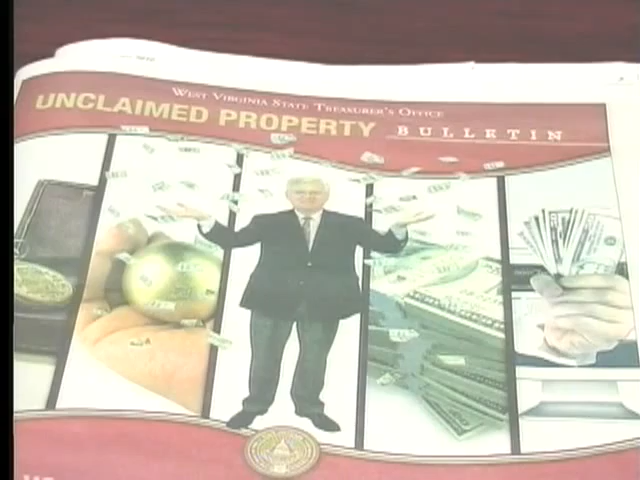 WEST VIRGINIA STATE TREASURER'S OFFICE
UNCLAIMED PROPERTY BULLETIN